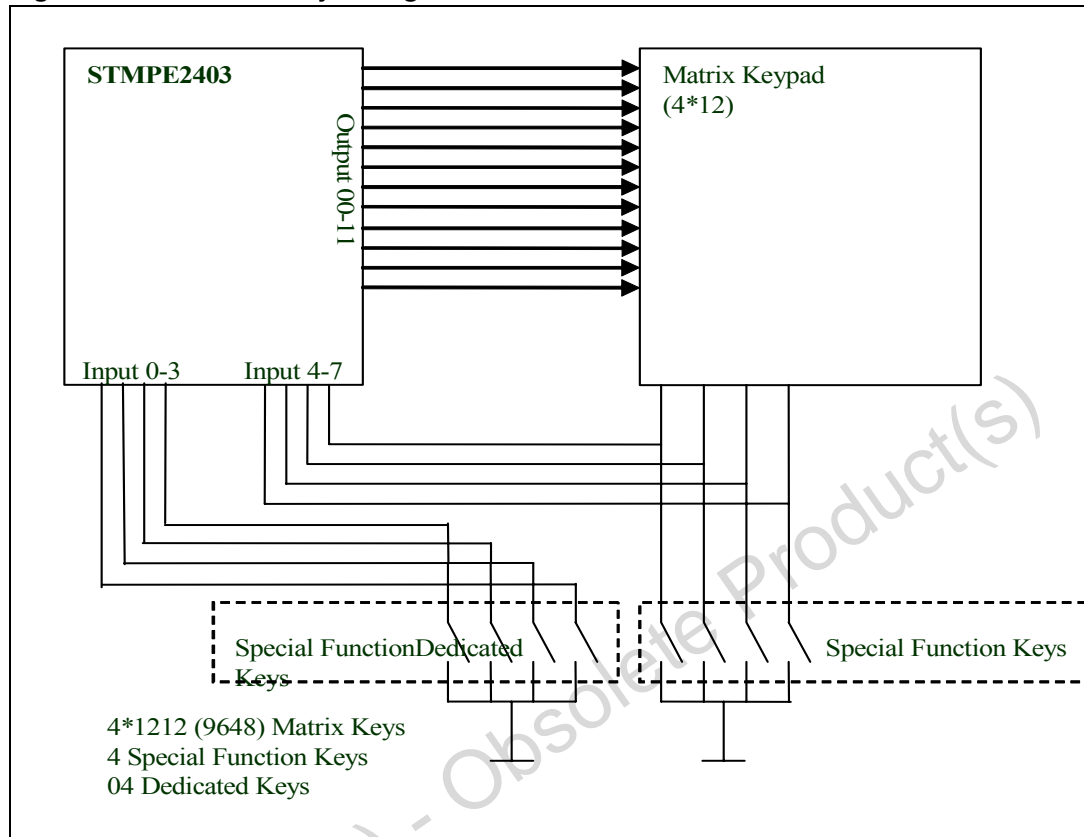 STMPE2403
Matrix Keypad
(4*12)
Output 00-11
Input 0-3
Input 4-7
Special FunctionDedicated
Keys
Special Function Keys
4*1212 (9648) Matrix Keys
4 Special Function Keys
04 Dedicated Keys
) - Obsolete Product(s)